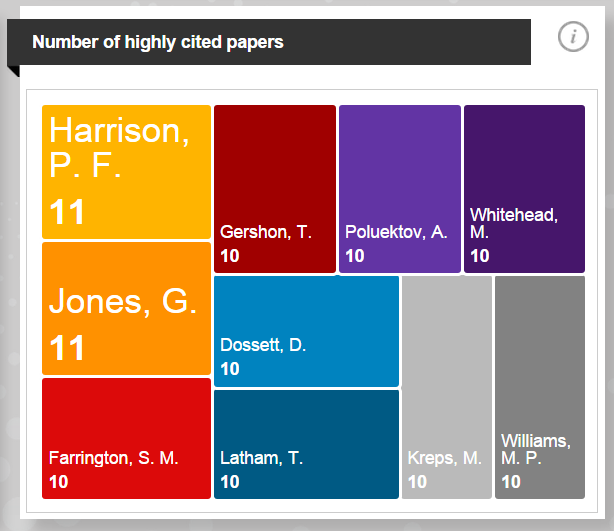 Number of highly cited papers
i
Harrison,
P. F.
11
Gershon, T.
10
Poluektov, A.
10
Whitehead,
M.
10
Jones, G.
11
Dossett, D.
10
Farrington, S. M.
10
Latham, T.
10
Kreps, M.
10
Williams,
M. P.
10